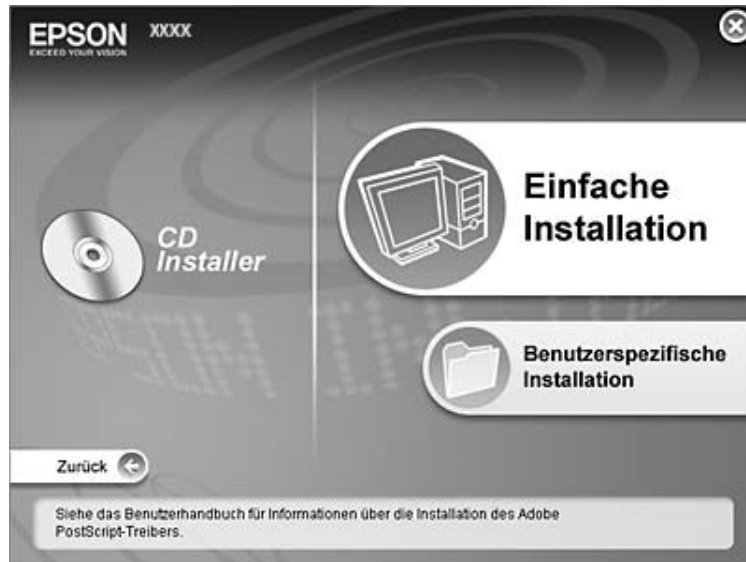 EPSON XXXX
EXCEED YOUR VISION
CD
Installer
Einfache
Installation
Benutzerspezifische
Installation
Zurück
Siehe das Benutzerhandbuch für Informationen über die Installation des Adobe
PostScript-Treibers.